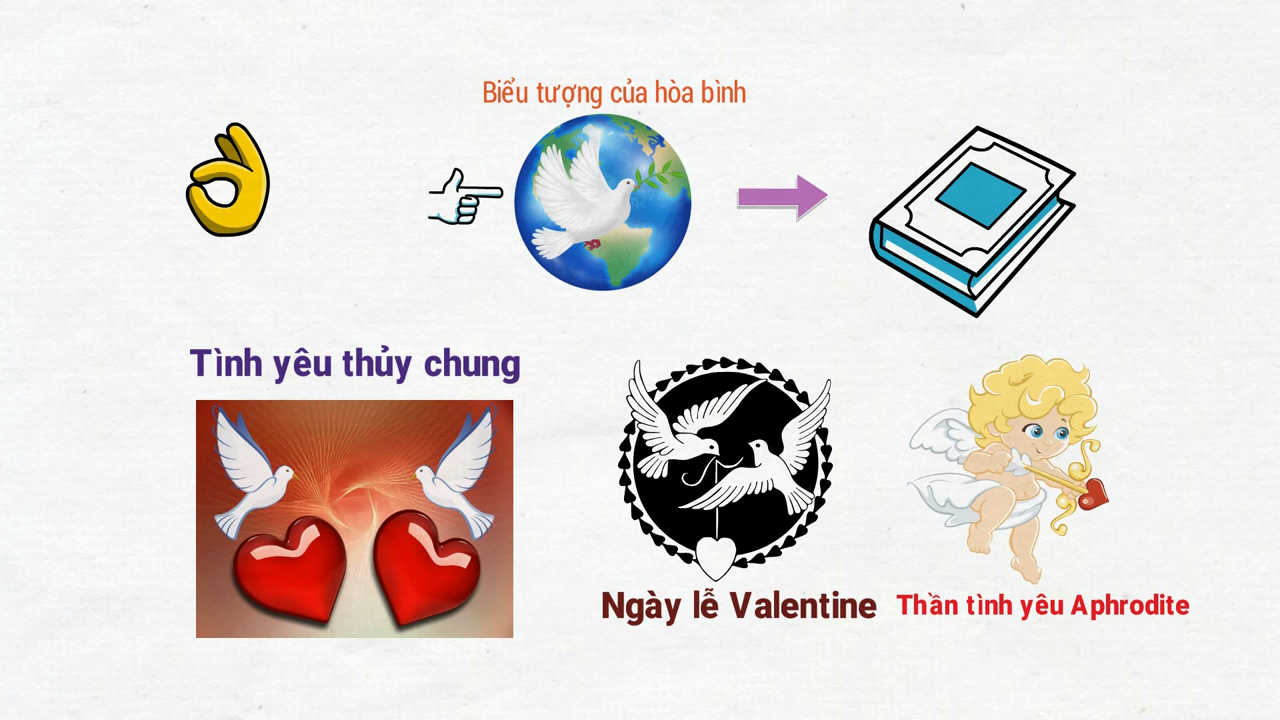 Biểu tượng của hòa bình
Tình yêu thủy chung
Ngày lễ Valentine
Thần tình yêu Aphrodite